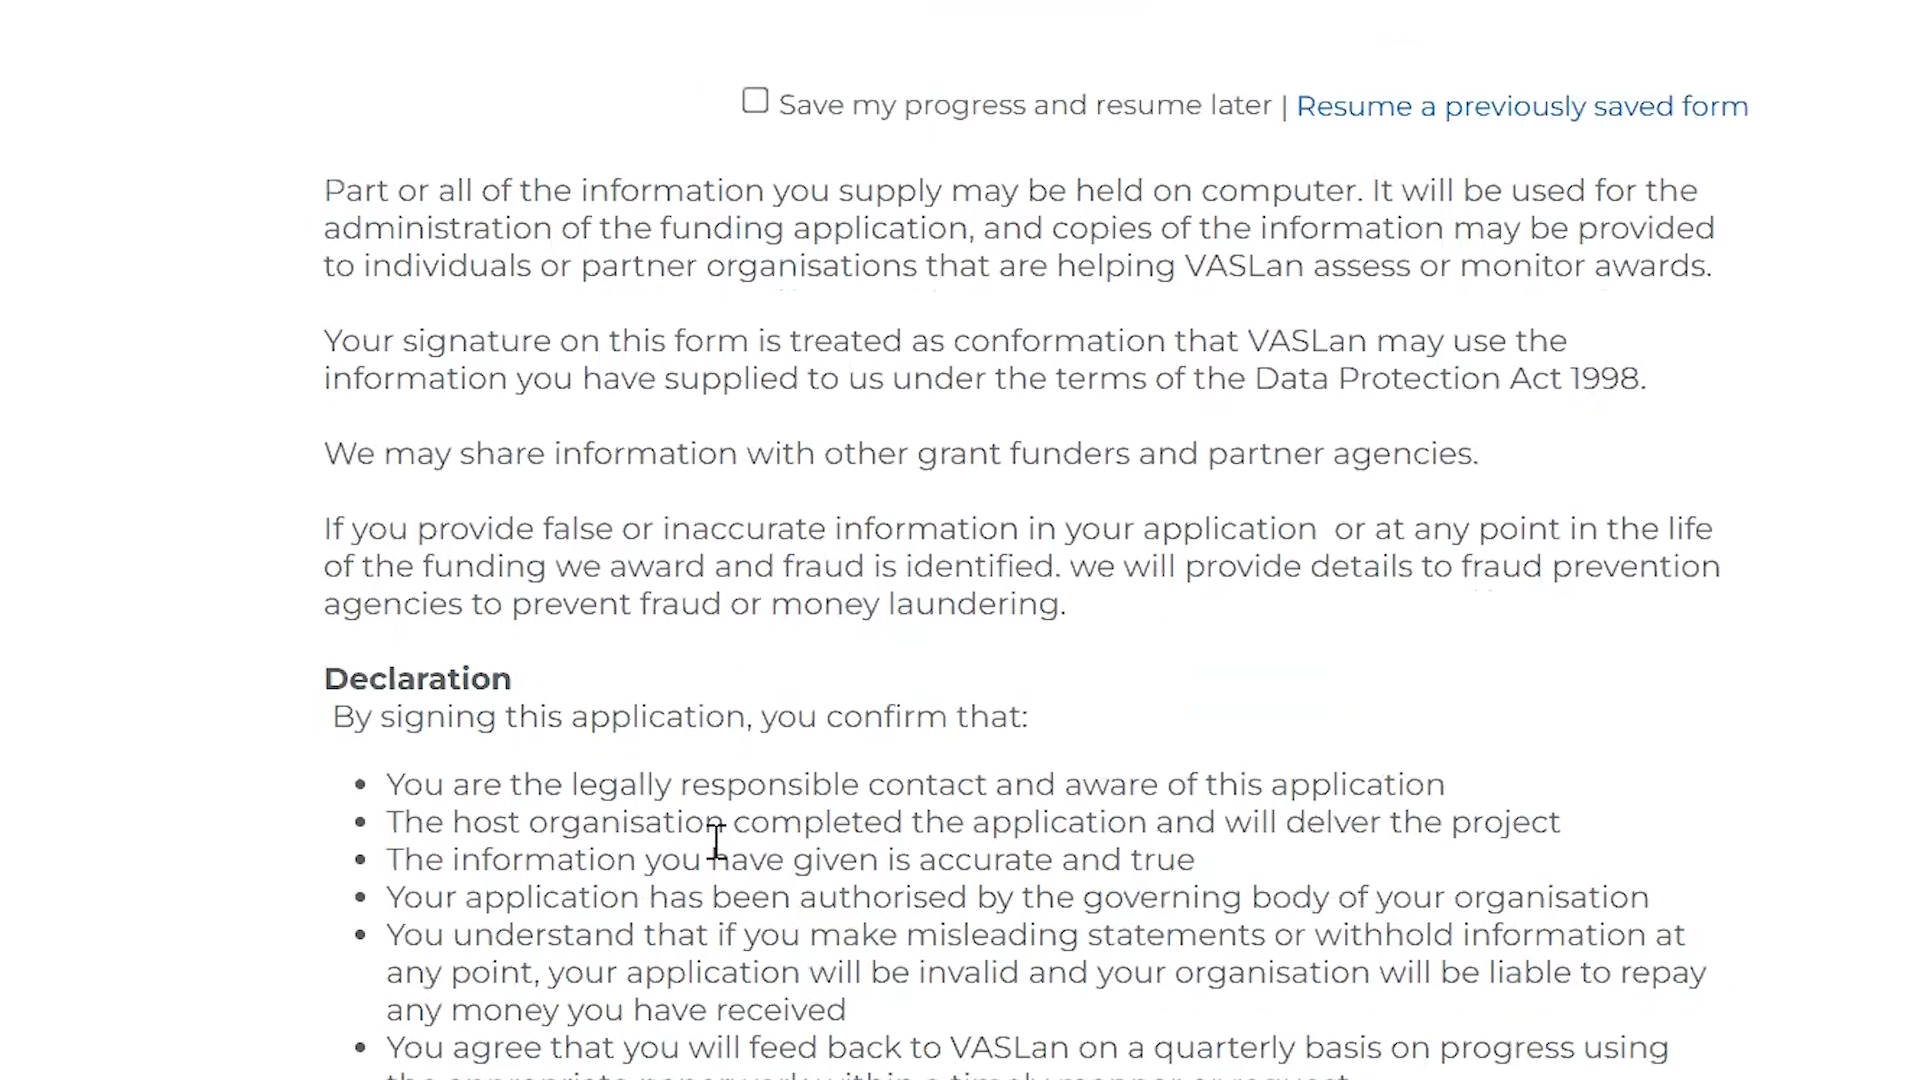 Save my progress and resume later | Resume a previously saved form
Part or all of the information you supply may be held on computer. It will be used for the
administration of the funding application, and copies of the information may be provided
to individuals or partner organisations that are helping VASLan assess or monitor awards.
Your signature on this form is treated as conformation that VASLan may use the
information you have supplied to us under the terms of the Data Protection Act 1998.
We may share information with other grant funders and partner agencies.
If you provide false or inaccurate information in your application  or at any point in the life
of the funding we award and fraud is identified. we will provide details to fraud prevention
agencies to prevent fraud or money laundering.
Declaration
By signing this application, you confirm that:
• You are the legally responsible contact and aware of this application
• The host organisation completed the application and will delver the project
• The information you have given is accurate and true
• Your application has been authorised by the governing body of your organisation
• You understand that if you make misleading statements or withhold information at
any point, your application will be invalid and your organisation will be liable to repay
any money you have received
• You agree that you will feed back to VASLan on a quarterly basis on progress using